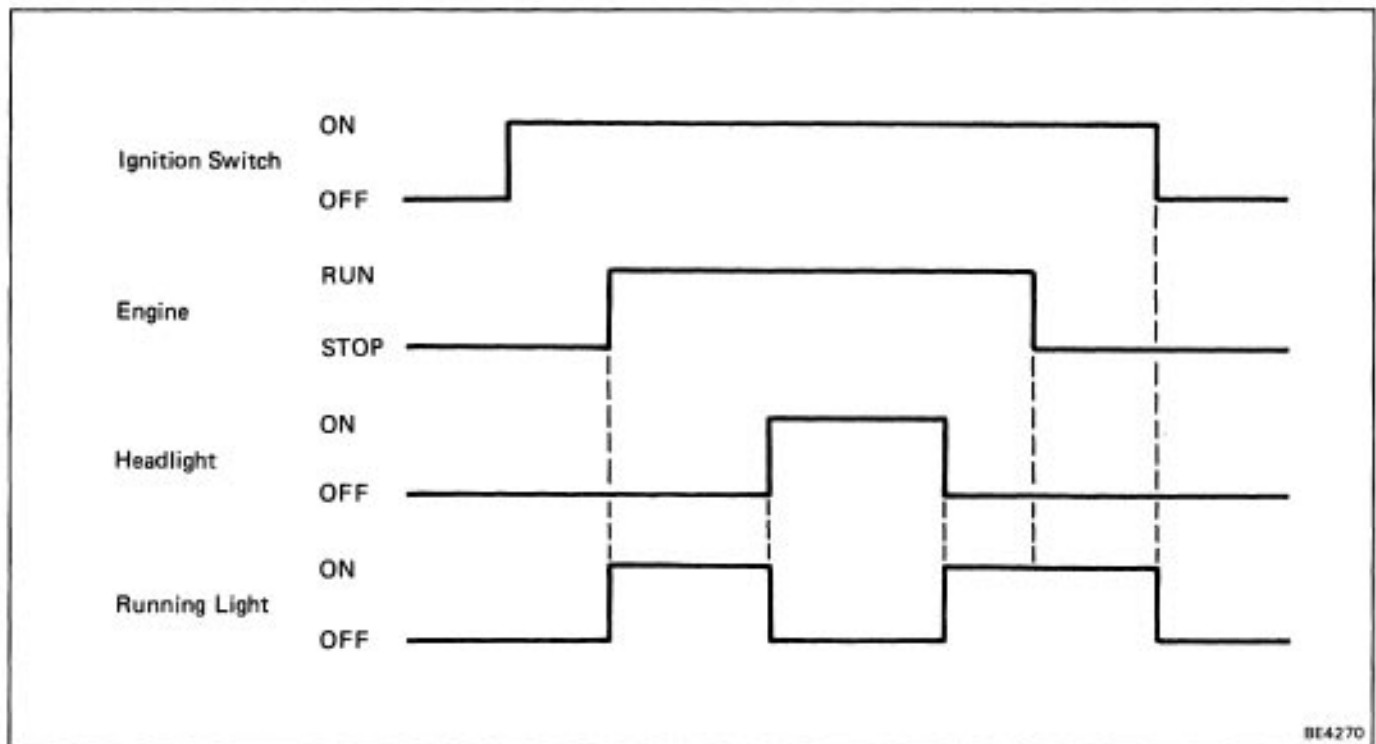 ON
Ignition Switch
OFF
RUN
Engine
STOP
ON
Headlight
OFF
ON
Running Light
OFF
BE4270